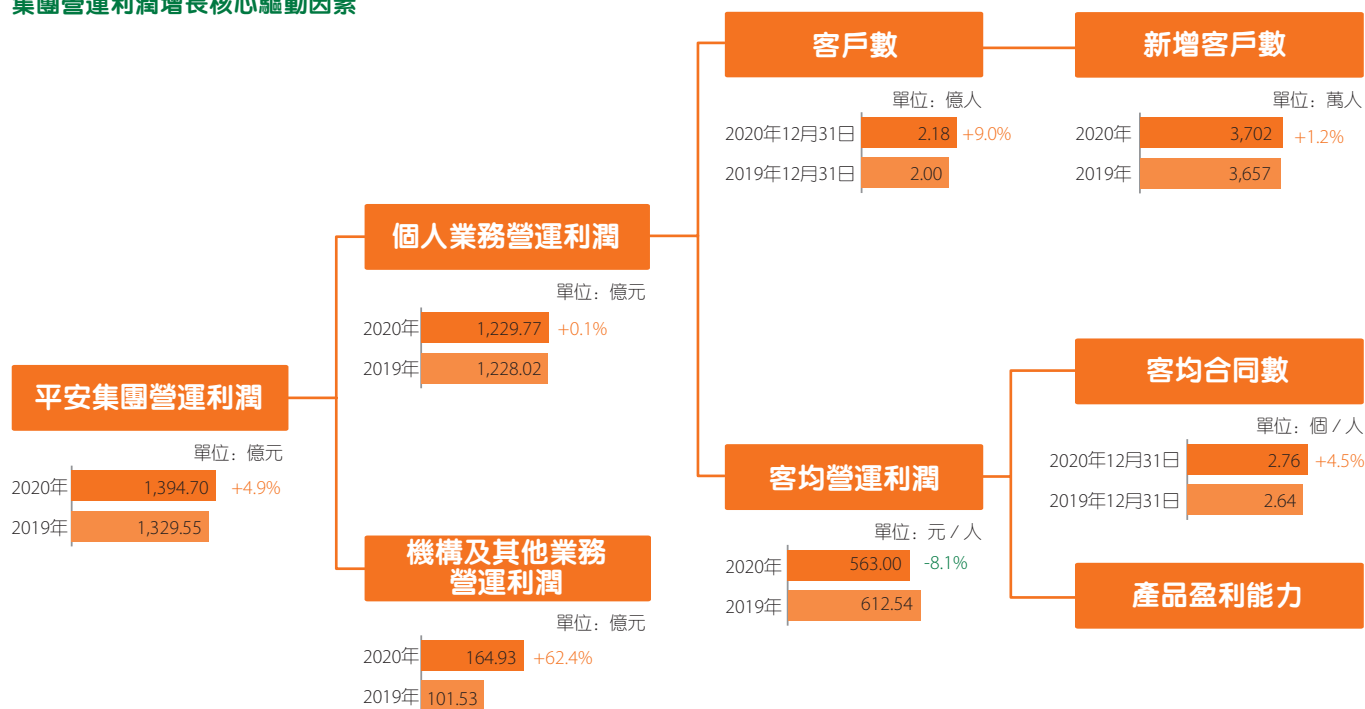 集團營運利潤增長核心驅動因素
客戶數
單位：億人
2020年12月31日 2.18 +9.0%
2019年12月31日 2.00
新增客戶數
單位：萬人
2020年 3,702 +1.2%
2019年 3,657
個人業務營運利潤
單位：億元
2020年 1,229.77 +0.1%
2019年 1,228.02
平安集團營運利潤
單位：億元
2020年 1,394.70 +4.9%
2019年 1,329.55
客均合同數
單位：個／人
2020年12月31日 2.76 +4.5%
2019年12月31日 2.64
客均營運利潤
單位：元／人
2020年 563.00 -8.1%
2019年 612.54
機構及其他業務
營運利潤
單位：億元
2020年 164.93 +62.4%
2019年 101.53
產品盈利能力